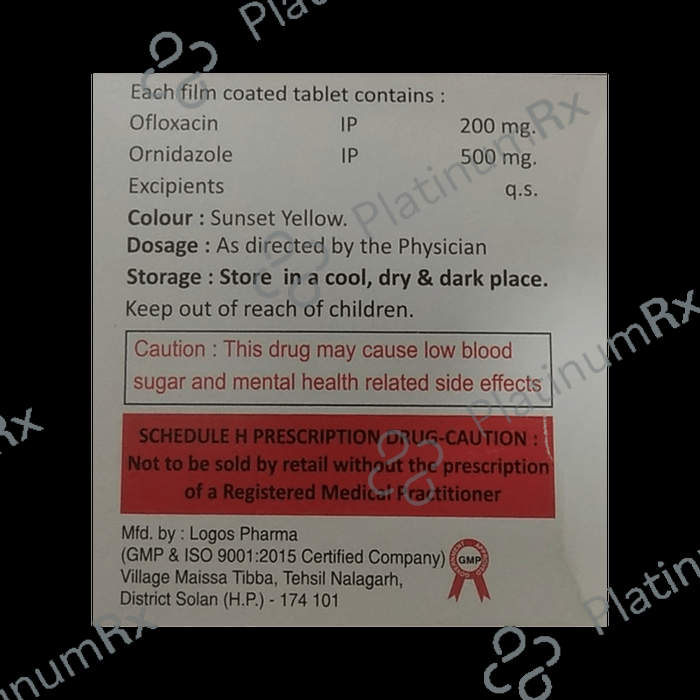 Each film coated tablet contains :
Ofloxacin IP 200 mg.
Ornidazole IP 500 mg.
Excipients q.s.
Colour : Sunset Yellow.
Dosage : As directed by the Physician
Storage : Store in a cool, dry & dark place.
Keep out of reach of children.
Caution : This drug may cause low blood
sugar and mental health related side effects
SCHEDULE H PRESCRIPTION DRUG-CAUTION :
Not to be sold by retail without the prescription
of a Registered Medical Practitioner
Mfd. by : Logos Pharma
(GMP & ISO 9001:2015 Certified Company)
GMP
Village Maissa Tibba, Tehsil Nalagarh,
District Solan (H.P.) - 174 101
PlatinumRx
PlatinumRx
PlatinumRx